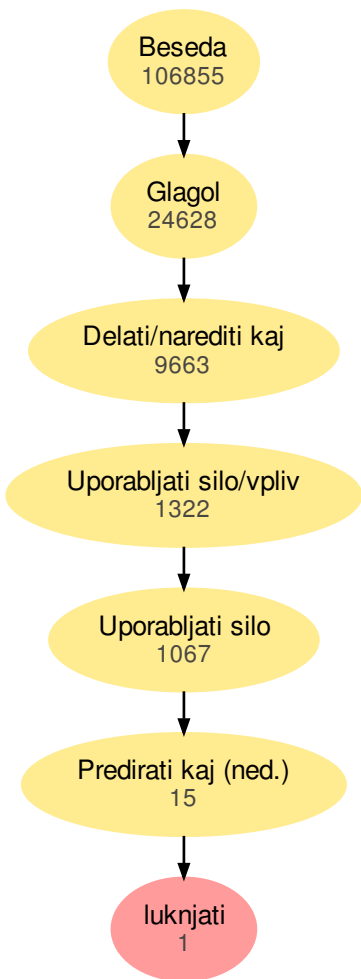 Beseda
106855
Glagol
24628
Delati/narediti kaj
9663
Uporabljati silo/vpliv
1322
Uporabljati silo
1067
Predirati kaj (ned.)
15
luknjati
1